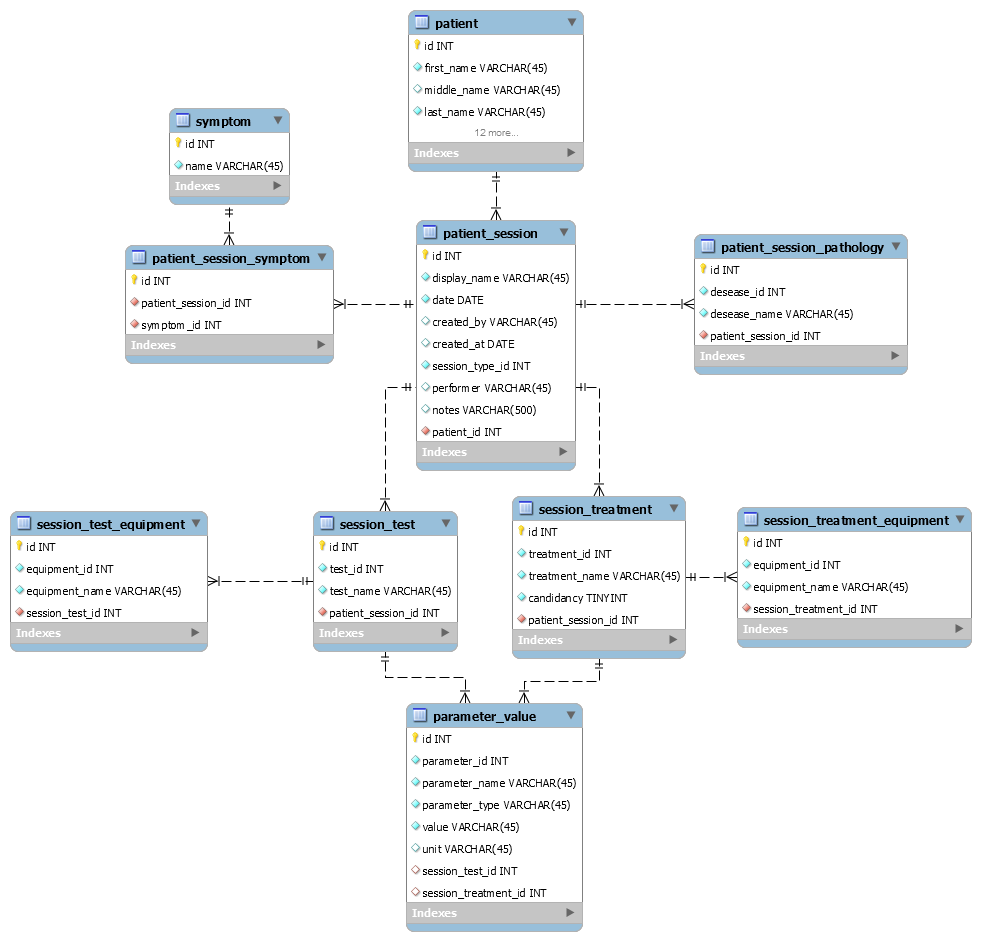 patient
id INT
first_name VARCHAR(45)
middle_name VARCHAR(45)
last_name VARCHAR(45)
12 more...
Indexes
symptom
id INT
name VARCHAR(45)
Indexes
patient_session
id INT
display_name VARCHAR(45)
date DATE
created_by VARCHAR(45)
created_at DATE
session_type_id INT
performer VARCHAR(45)
notes VARCHAR(500)
patient_id INT
Indexes
patient_session_symptom
id INT
patient_session_id INT
symptom_id INT
Indexes
patient_session_pathology
id INT
desease_id INT
desease_name VARCHAR(45)
patient_session_id INT
Indexes
session_test_equipment
id INT
equipment_id INT
equipment_name VARCHAR(45)
session_test_id INT
Indexes
session_test
id INT
test_id INT
test_name VARCHAR(45)
patient_session_id INT
Indexes
session_treatment
id INT
treatment_id INT
treatment_name VARCHAR(45)
candidancy TINYINT
patient_session_id INT
Indexes
session_treatment_equipment
id INT
equipment_id INT
equipment_name VARCHAR(45)
session_treatment_id INT
Indexes
parameter_value
id INT
parameter_id INT
parameter_name VARCHAR(45)
parameter_type VARCHAR(45)
value VARCHAR(45)
unit VARCHAR(45)
session_test_id INT
session_treatment_id INT
Indexes